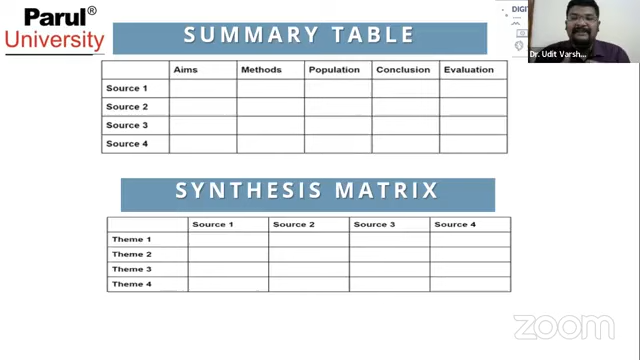 Parul®
University
SUMMARY TABLE
DIGIT
Dr. Udit Varsh...
Aims Methods Population Conclusion Evaluation
Source 1
Source 2
Source 3
Source 4
SYNTHESIS MATRIX
Source 1 Source 2 Source 3 Source 4
Theme 1
Theme 2
Theme 3
Theme 4
zoom